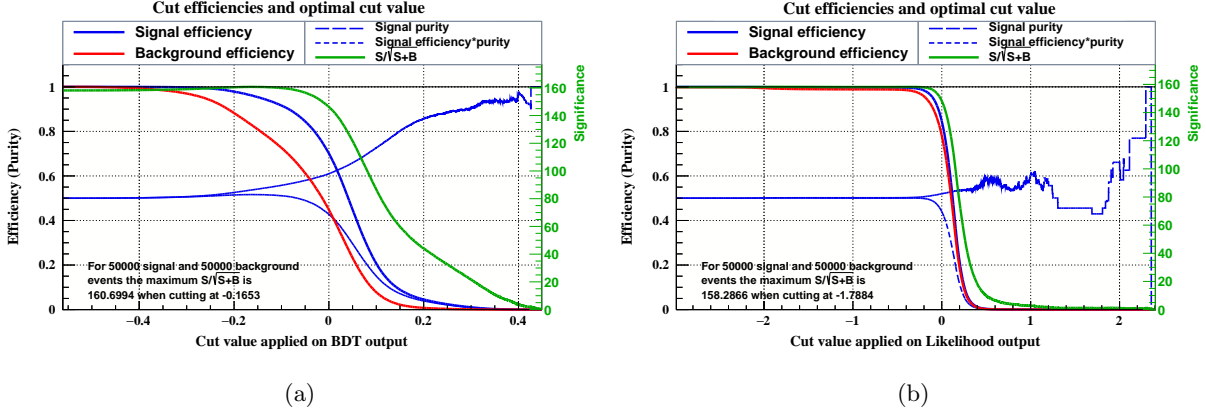 Cut efficiencies and optimal cut value
Signal efficiency
Background efficiency
Signal purity
Signal efficiency*purity
S/√S+B
Efficiency (Purity)
1
0.8
0.6
0.4
0.2
0
160
140
120
100
80
60
40
20
0
Significance
For 50000 signal and 50000 background
events the maximum S/√S+B is
160.6994 when cutting at -0.1653
−0.4 −0.2 0 0.2 0.4
Cut value applied on BDT output
(a)
Cut efficiencies and optimal cut value
Signal efficiency
Background efficiency
Signal purity
Signal efficiency*purity
S/√S+B
Efficiency (Purity)
1
0.8
0.6
0.4
0.2
0
160
140
120
100
80
60
40
20
0
Significance
For 50000 signal and 50000 background
events the maximum S/√S+B is
158.2866 when cutting at -1.7884
−2 −1 0 1 2
Cut value applied on Likelihood output
(b)